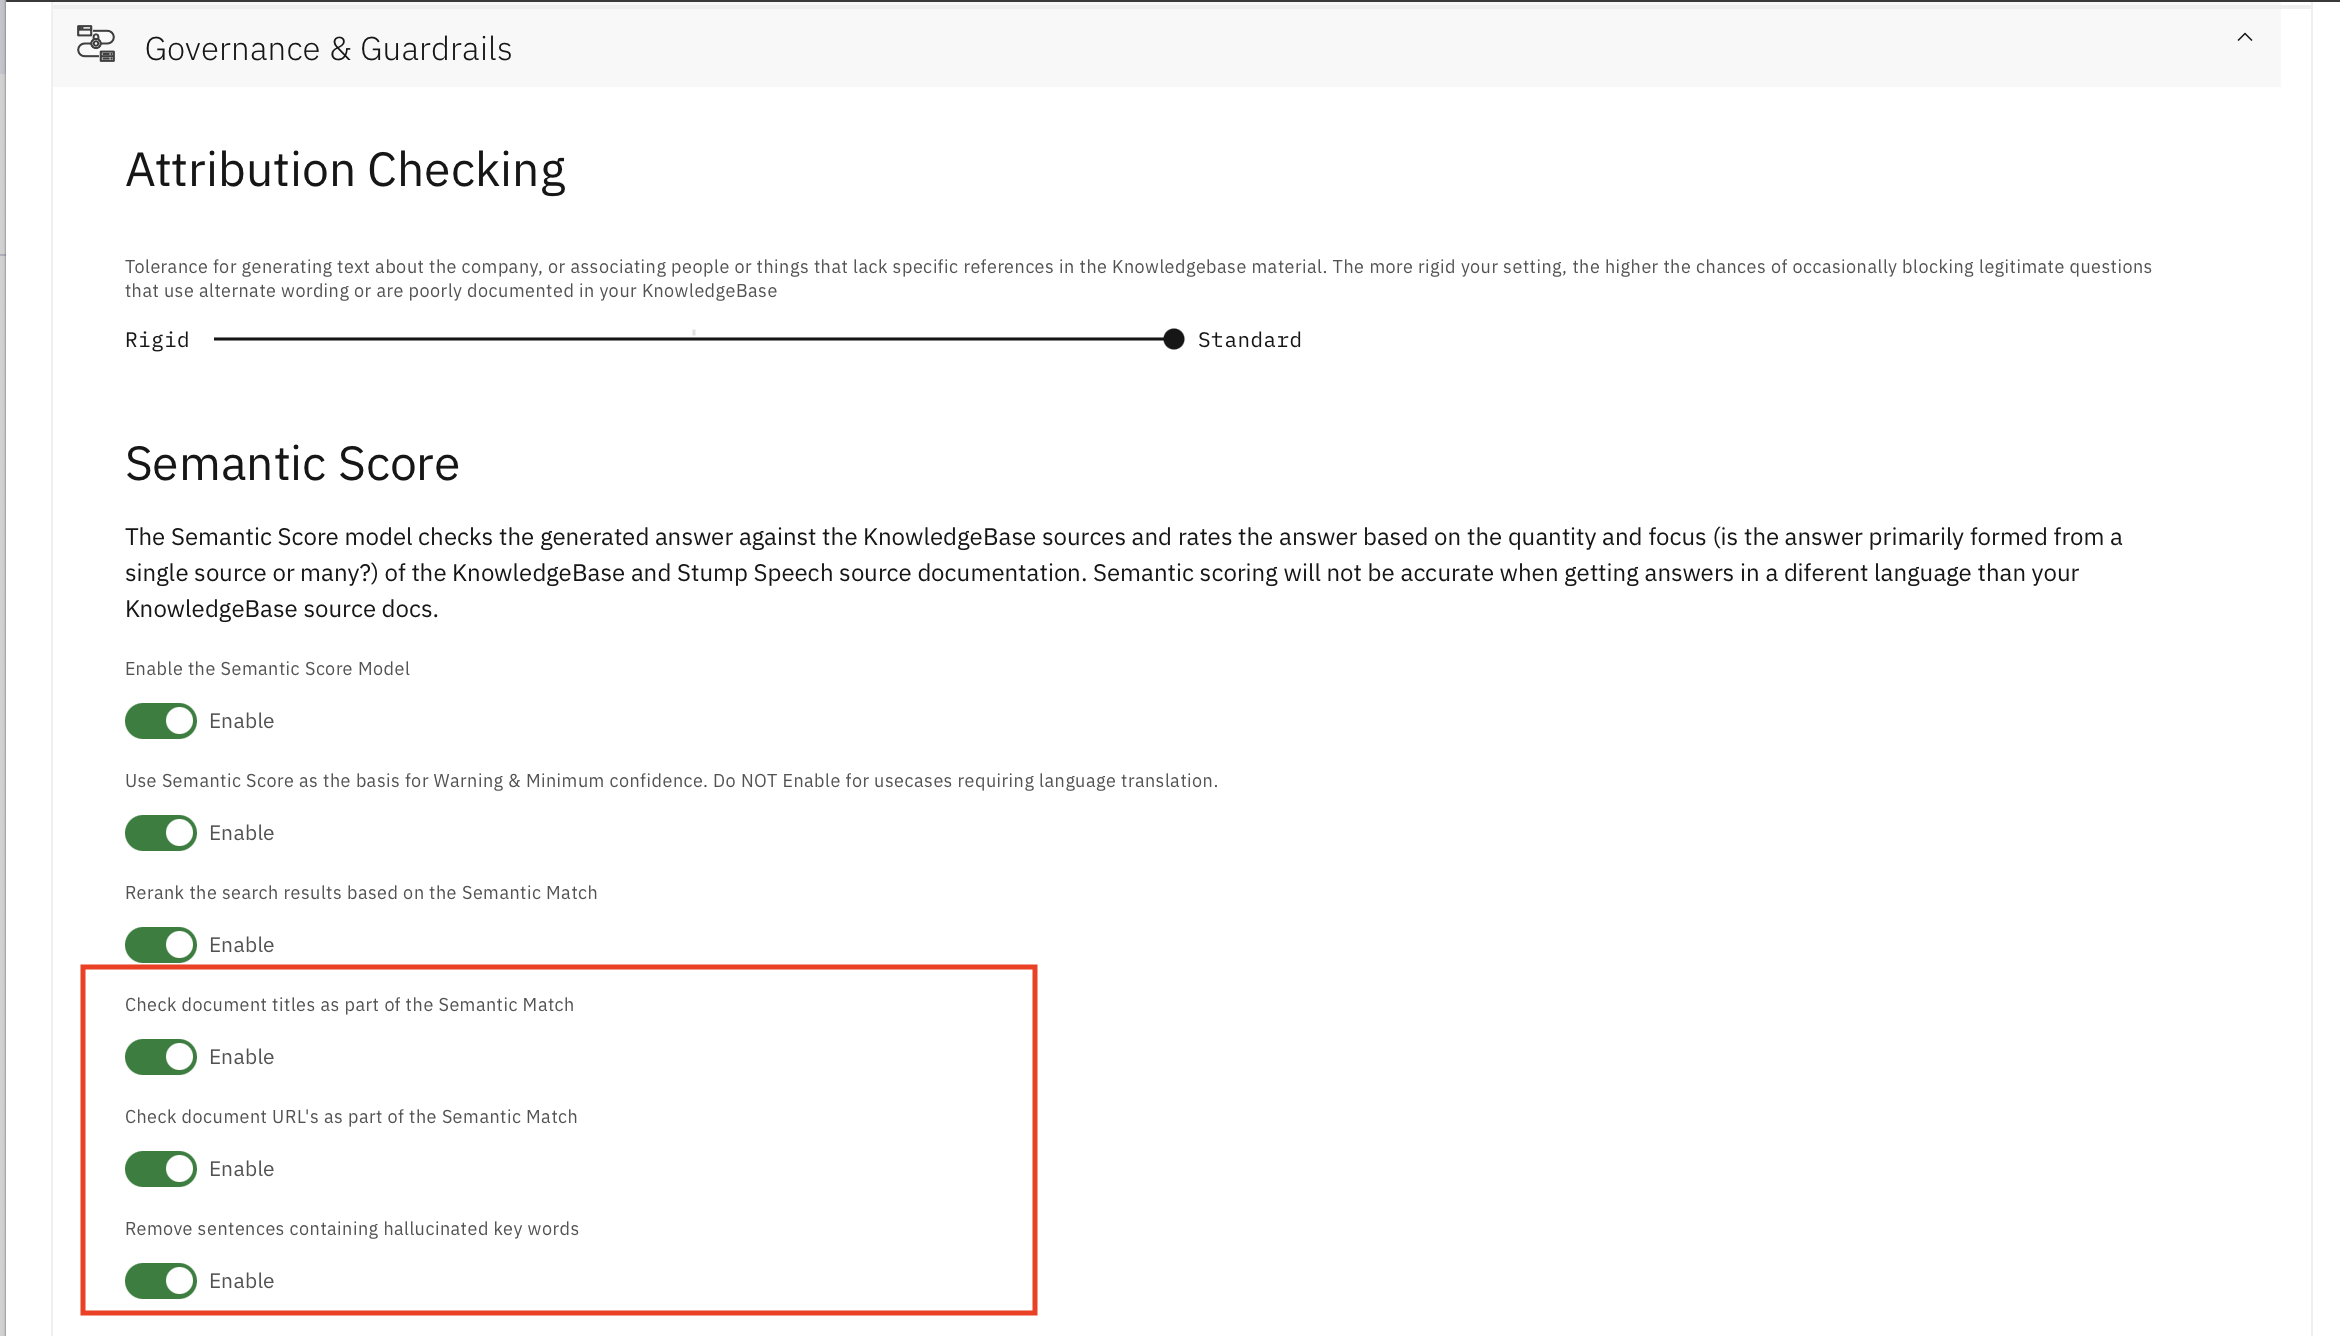 Governance & Guardrails
Attribution Checking
Tolerance for generating text about the company, or associating people or things that lack specific references in the Knowledgebase material. The more rigid your setting, the higher the chances of occasionally blocking legitimate questions
that use alternate wording or are poorly documented in your KnowledgeBase
Rigid Standard
Semantic Score
The Semantic Score model checks the generated answer against the KnowledgeBase sources and rates the answer based on the quantity and focus (is the answer primarily formed from a
single source or many?) of the KnowledgeBase and Stump Speech source documentation. Semantic scoring will not be accurate when getting answers in a diferent language than your
KnowledgeBase source docs.
Enable the Semantic Score Model
Enable
Use Semantic Score as the basis for Warning & Minimum confidence. Do NOT Enable for usecases requiring language translation.
Enable
Rerank the search results based on the Semantic Match
Enable
Check document titles as part of the Semantic Match
Enable
Check document URL's as part of the Semantic Match
Enable
Remove sentences containing hallucinated key words
Enable